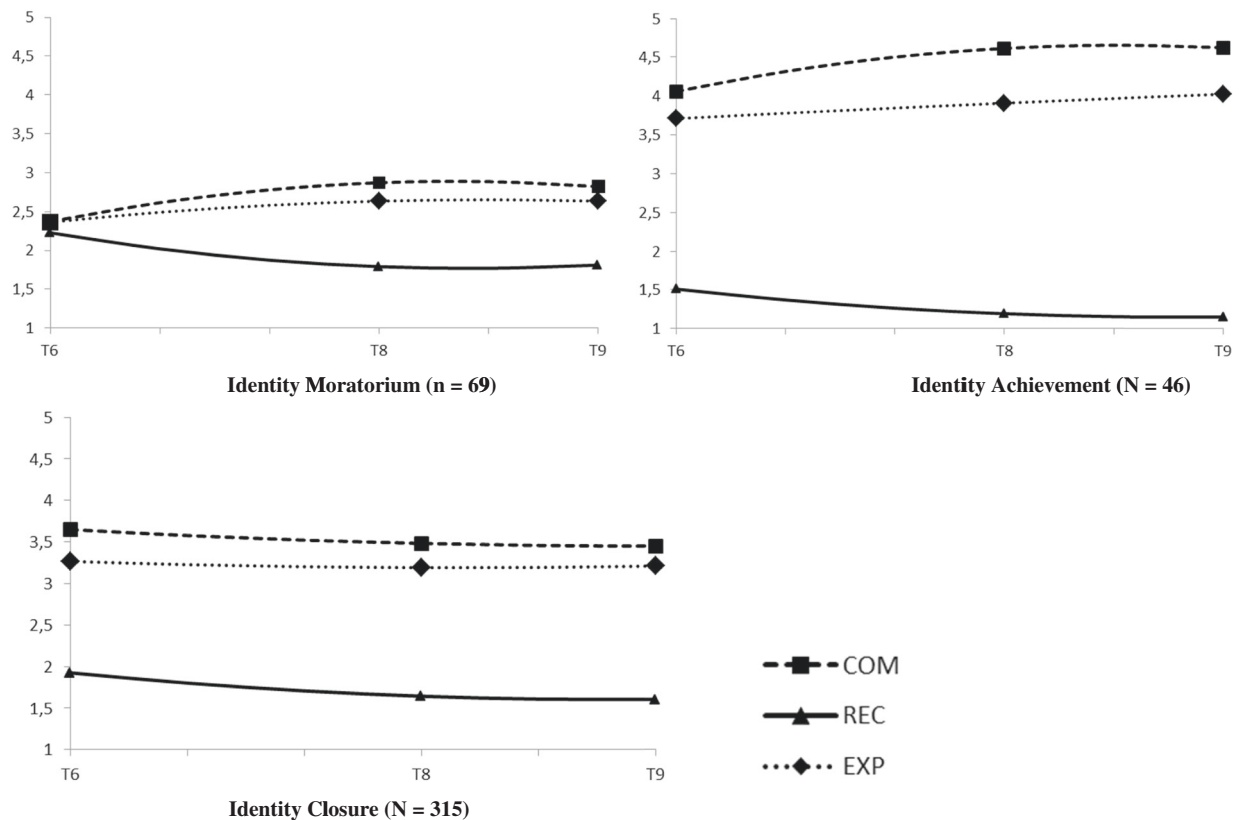 5
4,5
4
3,5
3
2,5
2
1,5
1
T6
T8
T9
Identity Moratorium (n = 69)
5
4,5
4
3,5
3
2,5
2
1,5
1
T6
T8
T9
Identity Achievement (N = 46)
5
4,5
4
3,5
3
2,5
2
1,5
1
T6
T8
T9
Identity Closure (N = 315)
COM
REC
EXP